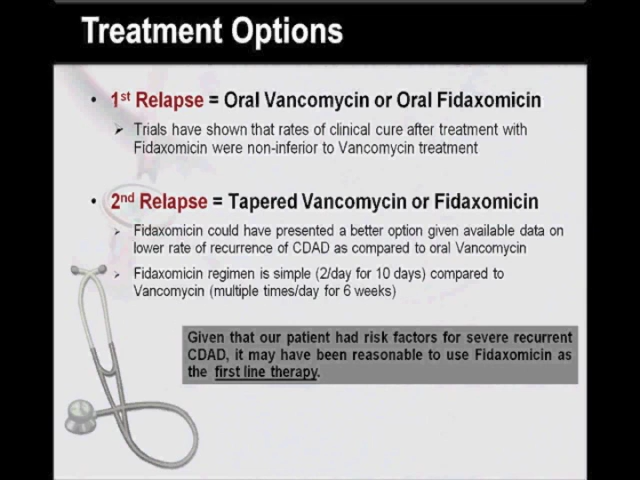 Treatment Options
• 1st Relapse = Oral Vancomycin or Oral Fidaxomicin
➤ Trials have shown that rates of clinical cure after treatment with
Fidaxomicin were non-inferior to Vancomycin treatment
• 2nd Relapse = Tapered Vancomycin or Fidaxomicin
➤ Fidaxomicin could have presented a better option given available data on
lower rate of recurrence of CDAD as compared to oral Vancomycin
➤ Fidaxomicin regimen is simple (2/day for 10 days) compared to
Vancomycin (multiple times/day for 6 weeks)
Given that our patient had risk factors for severe recurrent
CDAD, it may have been reasonable to use Fidaxomicin as
the first line therapy.